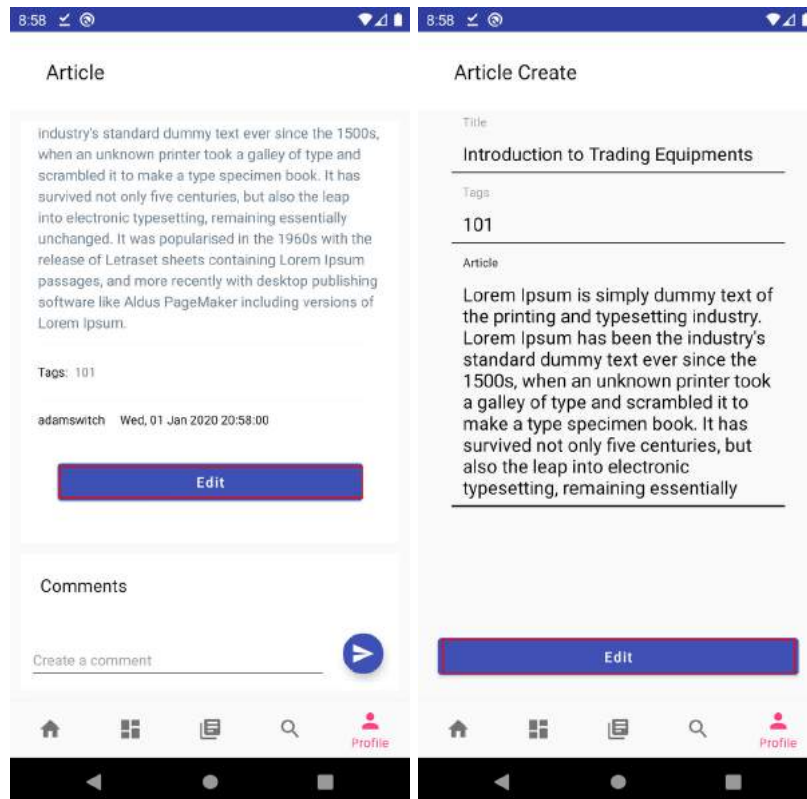 8:58
Article
industry's standard dummy text ever since the 1500s,
when an unknown printer took a galley of type and
scrambled it to make a type specimen book. It has
survived not only five centuries, but also the leap
into electronic typesetting, remaining essentially
unchanged. It was popularised in the 1960s with the
release of Letraset sheets containing Lorem Ipsum
passages, and more recently with desktop publishing
software like Aldus PageMaker including versions of
Lorem Ipsum.
Tags: 101
adamswitch Wed, 01 Jan 2020 20:58:00
Edit
Comments
Create a comment
Profile
8:58
Article Create
Title
Introduction to Trading Equipments
Tags
101
Article
Lorem Ipsum is simply dummy text of
the printing and typesetting industry.
Lorem Ipsum has been the industry's
standard dummy text ever since the
1500s, when an unknown printer took
a galley of type and scrambled it to
make a type specimen book. It has
survived not only five centuries, but
also the leap into electronic
typesetting, remaining essentially
Edit
Profile